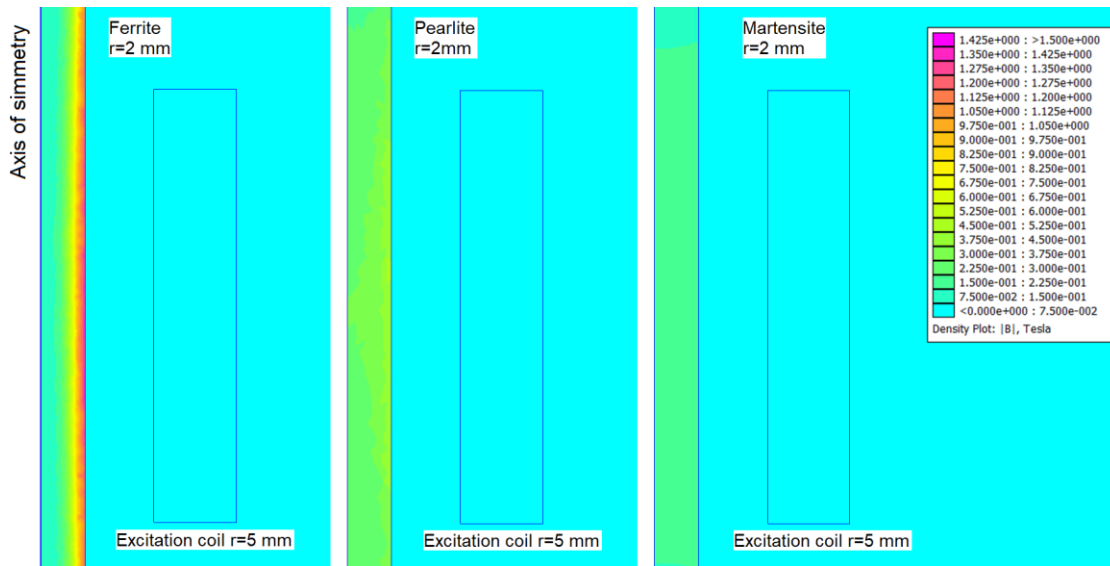 Axis of simmetry
Ferrite
r=2 mm
Excitation coil r=5 mm
Pearlite
r=2mm
Excitation coil r=5 mm
Martensite
r=2 mm
Excitation coil r=5 mm
1.425e+000 : >1.500e+000
1.350e+000 : 1.425e+000
1.275e+000 : 1.350e+000
1.200e+000 : 1.275e+000
1.125e+000 : 1.200e+000
1.050e+000 : 1.125e+000
9.750e-001 : 1.050e+000
9.000e-001 : 9.750e-001
8.250e-001 : 9.000e-001
7.500e-001 : 8.250e-001
6.750e-001 : 7.500e-001
6.000e-001 : 6.750e-001
5.250e-001 : 6.000e-001
4.500e-001 : 5.250e-001
3.750e-001 : 4.500e-001
3.000e-001 : 3.750e-001
2.250e-001 : 3.000e-001
1.500e-001 : 2.250e-001
7.500e-002 : 1.500e-001
<0.000e+000 : 7.500e-002
Density Plot: |B|, Tesla